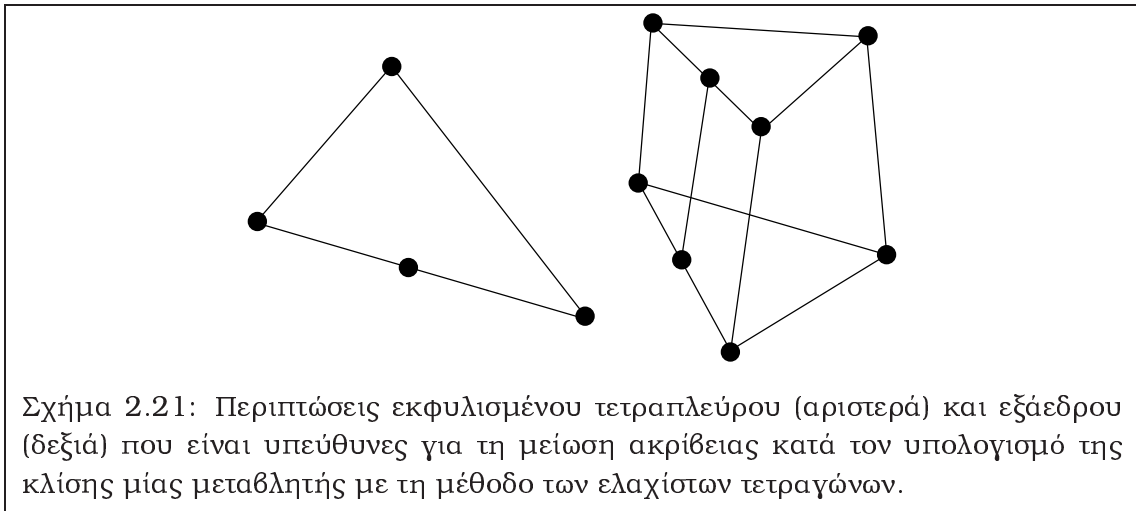 Σχήμα 2.21: Περιπτώσεις εκφυλισμένου τετραπλεύρου (αριστερά) και εξάεδρου
(δεξιά) που είναι υπεύθυνες για τη μείωση ακρίβειας κατά τον υπολογισμό της
κλίσης μίας μεταβλητής με τη μέθοδο των ελαχίστων τετραγώνων.